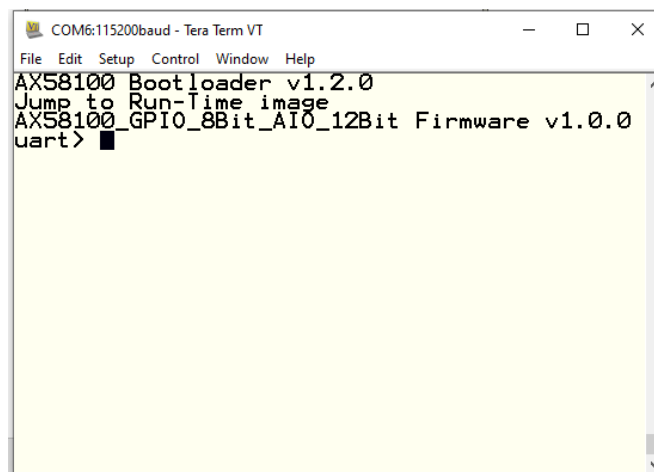 COM6:115200baud - Tera Term VT
File Edit Setup Control Window Help
AX58100 Bootloader v1.2.0
Jump to Run-Time image
AX58100_GPIO_8Bit_AIO_12Bit Firmware v1.0.0
uart>